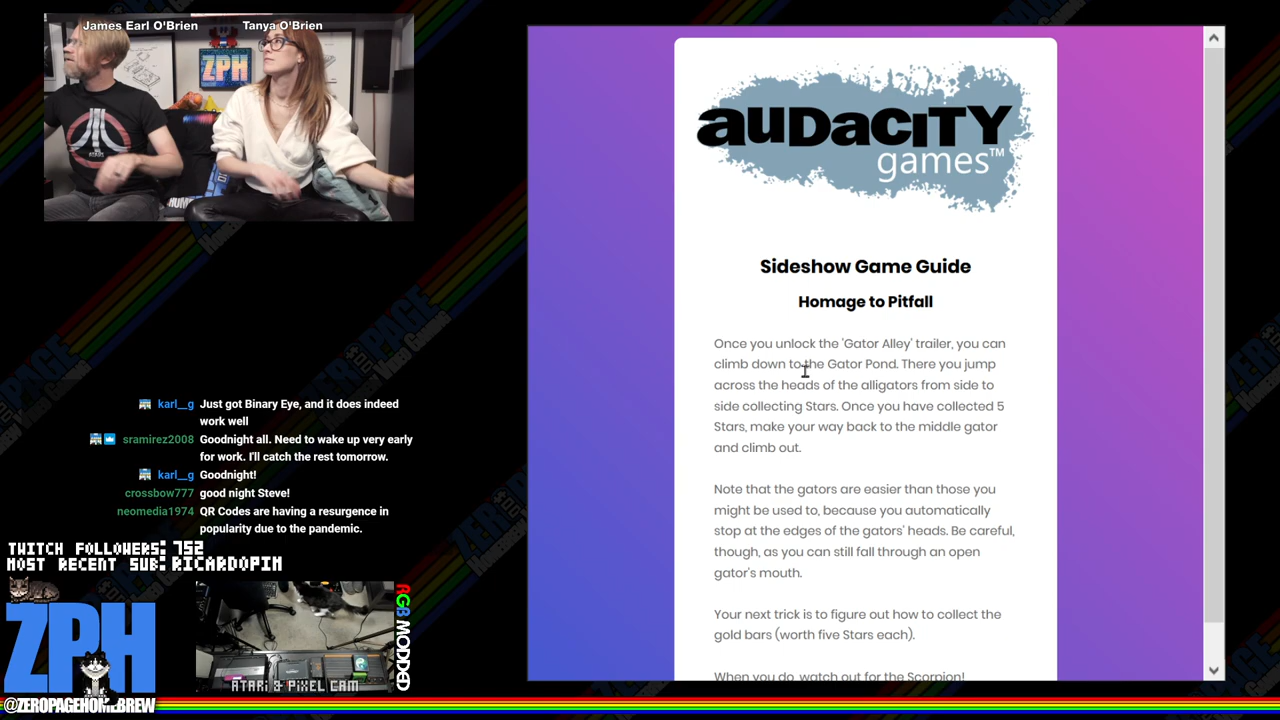 James Earl O'Brien
Tanya O'Brien
ZPH
ATARI
auDacITY
games™
Sideshow Game Guide
Homage to Pitfall
Once you unlock the 'Gator Alley' trailer, you can
climb down to the Gator Pond. There you jump
across the heads of the alligators from side to
side collecting Stars. Once you have collected 5
Stars, make your way back to the middle gator
and climb out.
Note that the gators are easier than those you
might be used to, because you automatically
stop at the edges of the gators' heads. Be careful,
though, as you can still fall through an open
gator's mouth.
Your next trick is to figure out how to collect the
gold bars (worth five Stars each).
When you do, watch out for the Scorpion!
karl__g Just got Binary Eye, and it does indeed
work well
sramirez2008 Goodnight all. Need to wake up very early
for work. I'll catch the rest tomorrow.
karl__g Goodnight!
crossbow777 good night Steve!
neomedia1974 QR Codes are having a resurgence in
popularity due to the pandemic.
TWITCH FOLLOWERS: 752
MOST RECENT SUB: RICARDOPIM
ZPH
RGB MODDED
ATARI & PIXEL CAM
@ZEROPAGEHOMEBREW